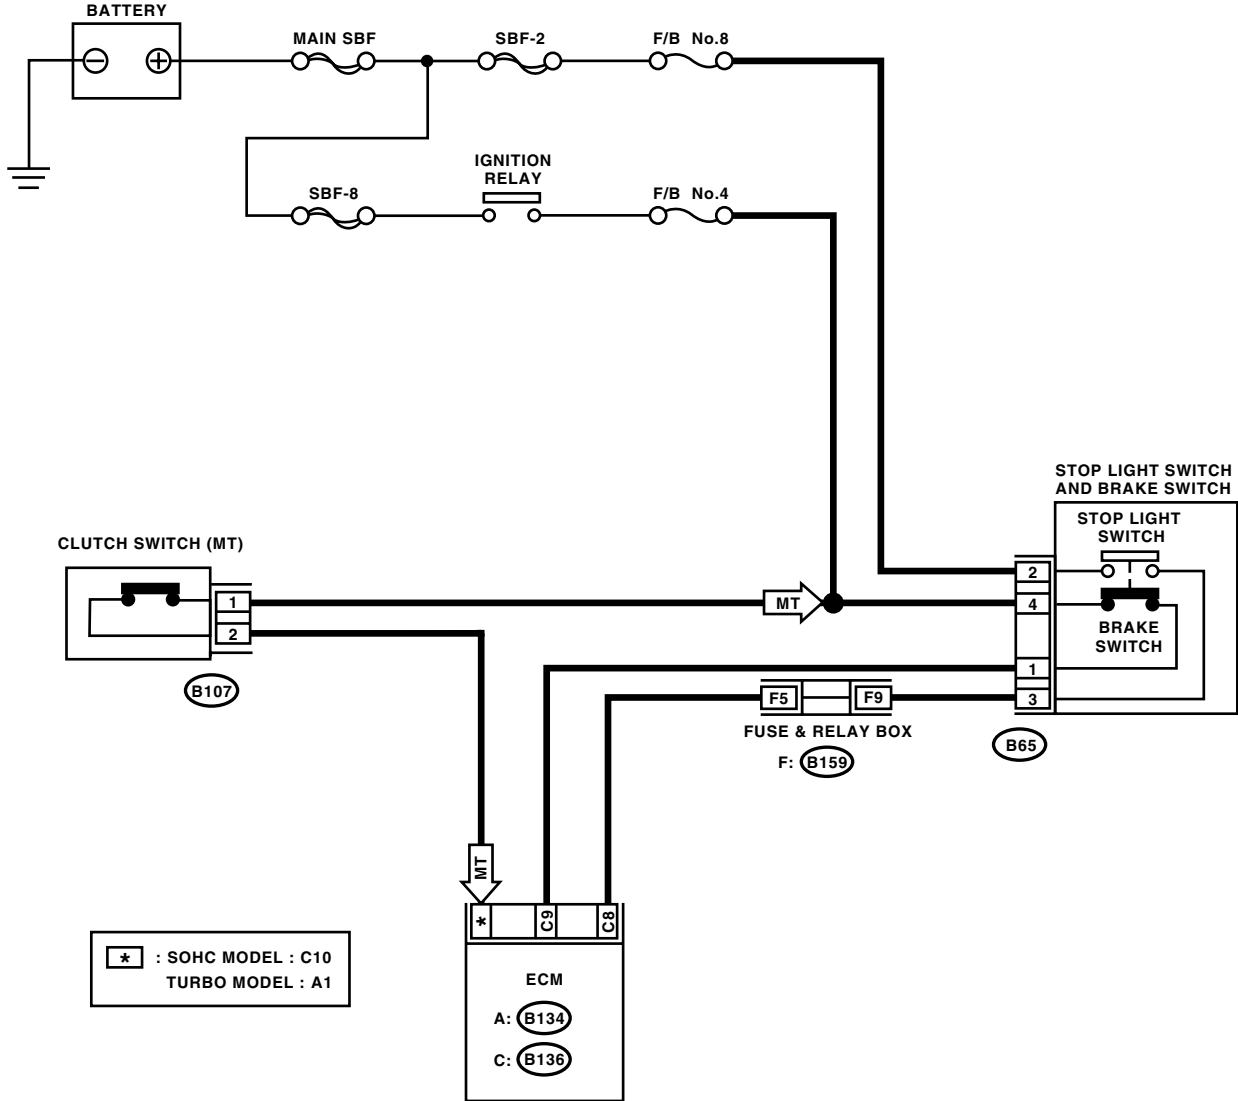 BATTERY
MAIN SBF
SBF-2
F/B No.8
SBF-8
IGNITION
RELAY
F/B No.4
STOP LIGHT SWITCH
AND BRAKE SWITCH
STOP LIGHT
SWITCH
BRAKE
SWITCH
2
4
1
3
B65
CLUTCH SWITCH (MT)
1
2
B107
MT
F5
F9
FUSE & RELAY BOX
F: B159
MT
*
C9
C8
ECM
A: B134
C: B136
* : SOHC MODEL : C10
TURBO MODEL : A1